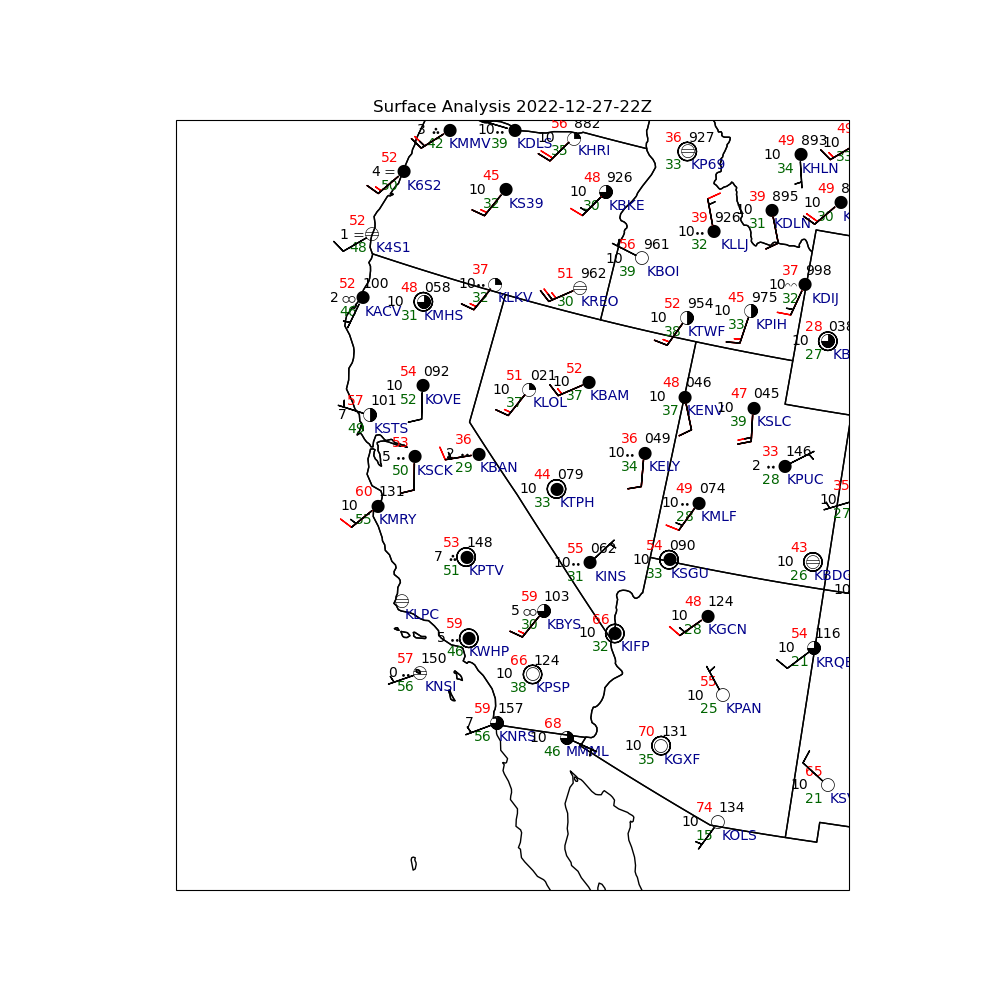 Surface Analysis 2022-12-27-22Z
3 42 KMMV
10 39 KDLS
56 882 10 35 KHRI
36 927 33 KP69
49 893 10 34 KHLN
49 10 33
52 4 50 K6S2
45 10 32 KS39
48 926 10 30 KBKE
39 926 10 32 KLLJ
39 895 10 31 KDLN
49 8 10 30 K
52 1 48 K4S1
56 961 10 39 KBOI
52 100 2 46 KACV
48 058 10 31 KMHS
37 10 32 KLKV
51 962 10 30 KREO
52 954 10 38 KTWF
45 975 10 33 KPIH
37 998 10 32 KDIJ
28 038 10 27 KB
54 092 10 52 KOVE
51 021 10 37 KLOL
52 10 37 KBAM
48 046 10 37 KENV
47 045 10 39 KSLC
57 101 7 49 KSTS
53 5 50 KSCK
36 2 29 KBAN
36 049 10 34 KELY
33 146 2 28 KPUC
60 131 10 55 KMRY
44 079 10 33 KTPH
49 074 10 28 KMLF
35 10 27
53 148 7 51 KPTV
55 062 10 31 KINS
54 090 10 33 KSGU
43 10 26 KBDG
10
KLPC
59 103 5 30 KBYS
48 124 10 28 KGCN
59 5 46 KWHP
66 10 32 KIFP
54 116 10 21 KRQE
57 150 0 56 KNSI
66 124 10 38 KPSP
55 10 25 KPAN
59 157 7 56 KNRS
68 10 46 MMML
70 131 10 35 KGXF
65 10 21 KSV
74 134 10 15 KOLS